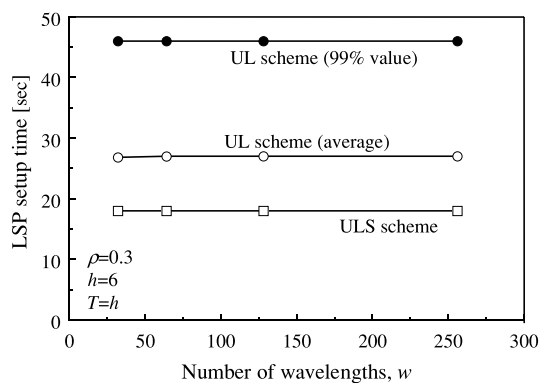 50
40
30
20
10
0
LSP setup time [sec]
UL scheme (99% value)
UL scheme (average)
ULS scheme
ρ=0.3
h=6
T=h
0 50 100 150 200 250 300
Number of wavelengths, w